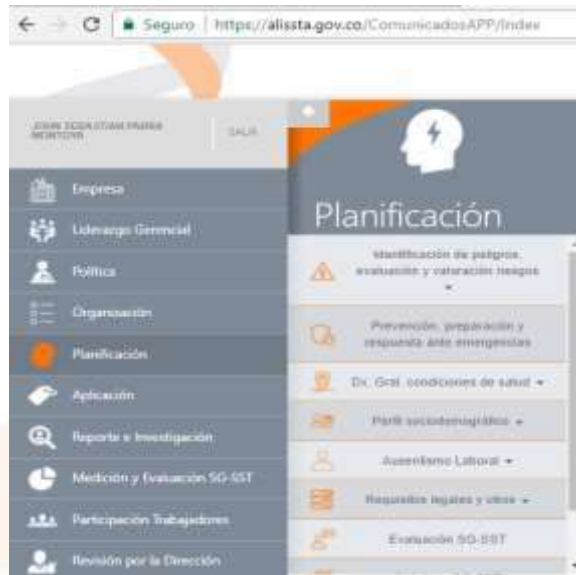 Seguro | https://alissta.gov.co/ComunicadosAPP/Index
SALIR
Empresa
Liderazgo Gerencial
Política
Organización
Planificación
Aplicación
Reporte e Investigación
Medición y Evaluación SG-SST
Participación Trabajadores
Revisión por la Dirección
Planificación
Identificación de peligros,
evaluación y valoración riesgos
Prevención, preparación y
respuesta ante emergencias
Dx. Gral. condiciones de salud
Perfil sociodemográfico
Ausentismo Laboral
Requisitos legales y otros
Evaluación SG-SST